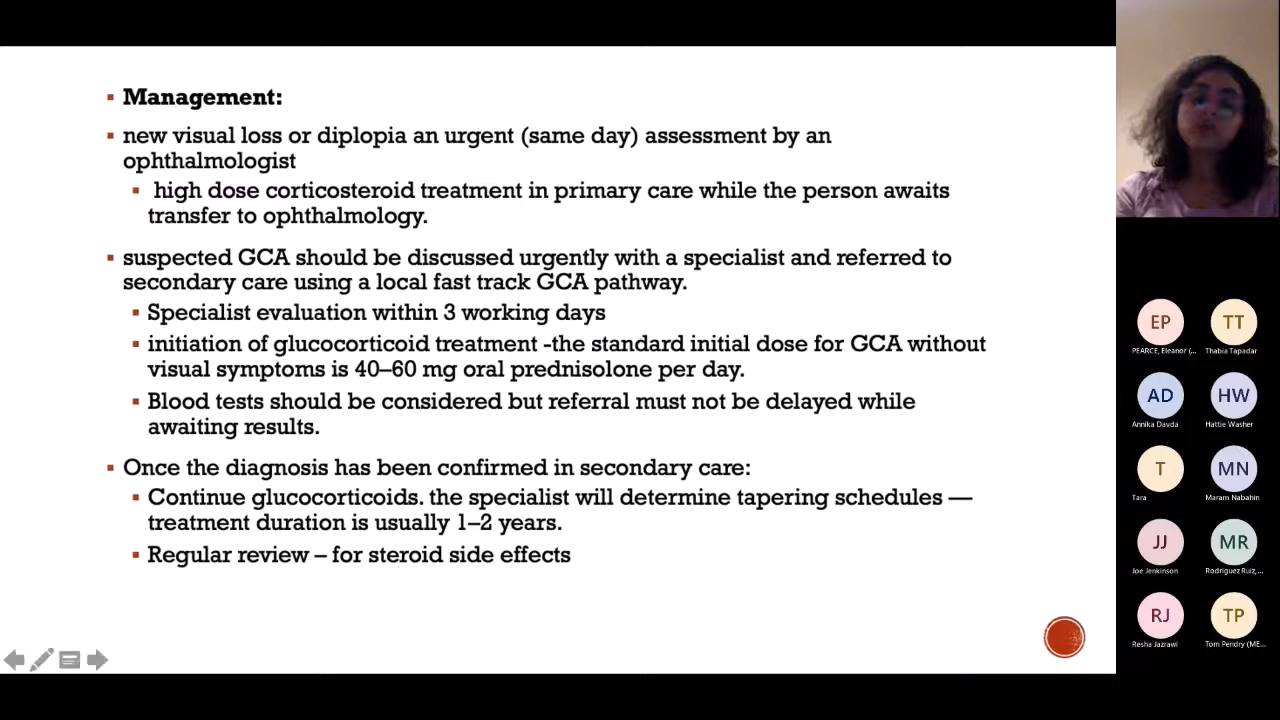 Management:
new visual loss or diplopia an urgent (same day) assessment by an
ophthalmologist
high dose corticosteroid treatment in primary care while the person awaits
transfer to ophthalmology.
suspected GCA should be discussed urgently with a specialist and referred to
secondary care using a local fast track GCA pathway.
Specialist evaluation within 3 working days
initiation of glucocorticoid treatment -the standard initial dose for GCA without
visual symptoms is 40–60 mg oral prednisolone per day.
Blood tests should be considered but referral must not be delayed while
awaiting results.
Once the diagnosis has been confirmed in secondary care:
Continue glucocorticoids. the specialist will determine tapering schedules —
treatment duration is usually 1–2 years.
Regular review – for steroid side effects
EP TT
PEARCE, Eleanor (... Thabia Tapadar
AD HW
Annika Davda Hattie Washer
T MN
Tara Maram Nabahin
JJ MR
Joe Jenkinson Rodriguez Ruiz,...
RJ TP
Resha Jazrawi Tom Pendry (ME...